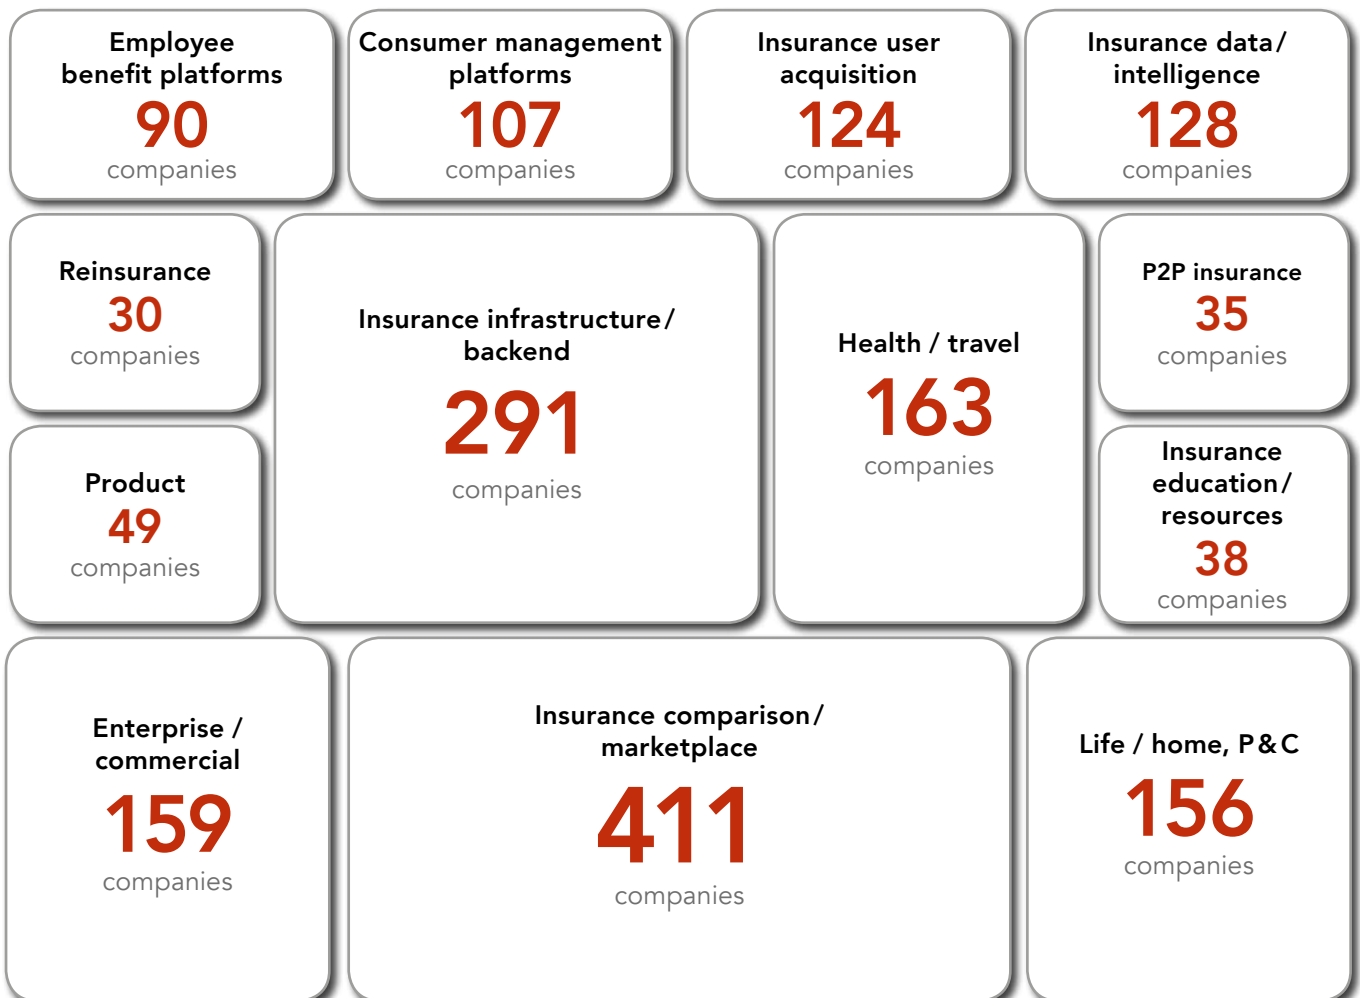 Employee
benefit platforms
90
companies
Consumer management
platforms
107
companies
Insurance user
acquisition
124
companies
Insurance data/
intelligence
128
companies
Reinsurance
30
companies
Insurance infrastructure/
backend
291
companies
Health / travel
163
companies
P2P insurance
35
companies
Product
49
companies
Insurance
education/
resources
38
companies
Enterprise /
commercial
159
companies
Insurance comparison/
marketplace
411
companies
Life / home, P&C
156
companies